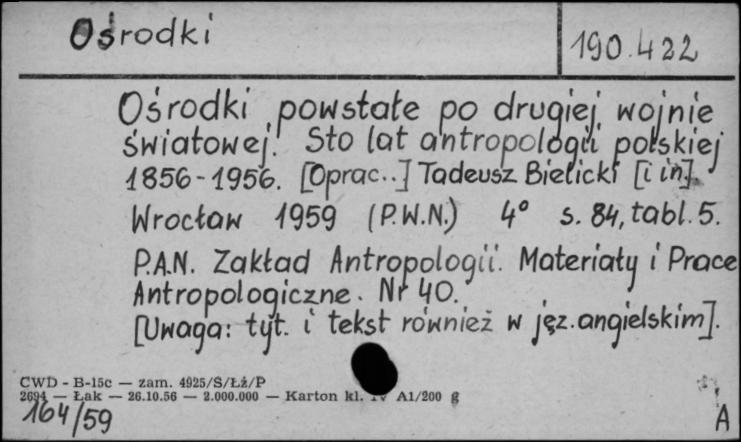 Ośrodki
190.422
Ośrodki powstałe po drugiej wojnie
światowej. Sto lat antropologii polskiej
1856-1956. [Oprac..] Tadeusz Bielicki [i in].
Wrocław 1959 (P.W.N.) 4° s. 84, tabl. 5.
P.A.N. Zakład Antropologii. Materiały i Prace
Antropologiczne. Nr 40.
[Uwaga: tyt. i tekst również w jęz. angielskim].
CWD - B-15c — zam. 4925/S/Łż/P
2694 — Łak — 26.10.56 — 2.000.000 — Karton kl. IV A1/200 g
164/59
A